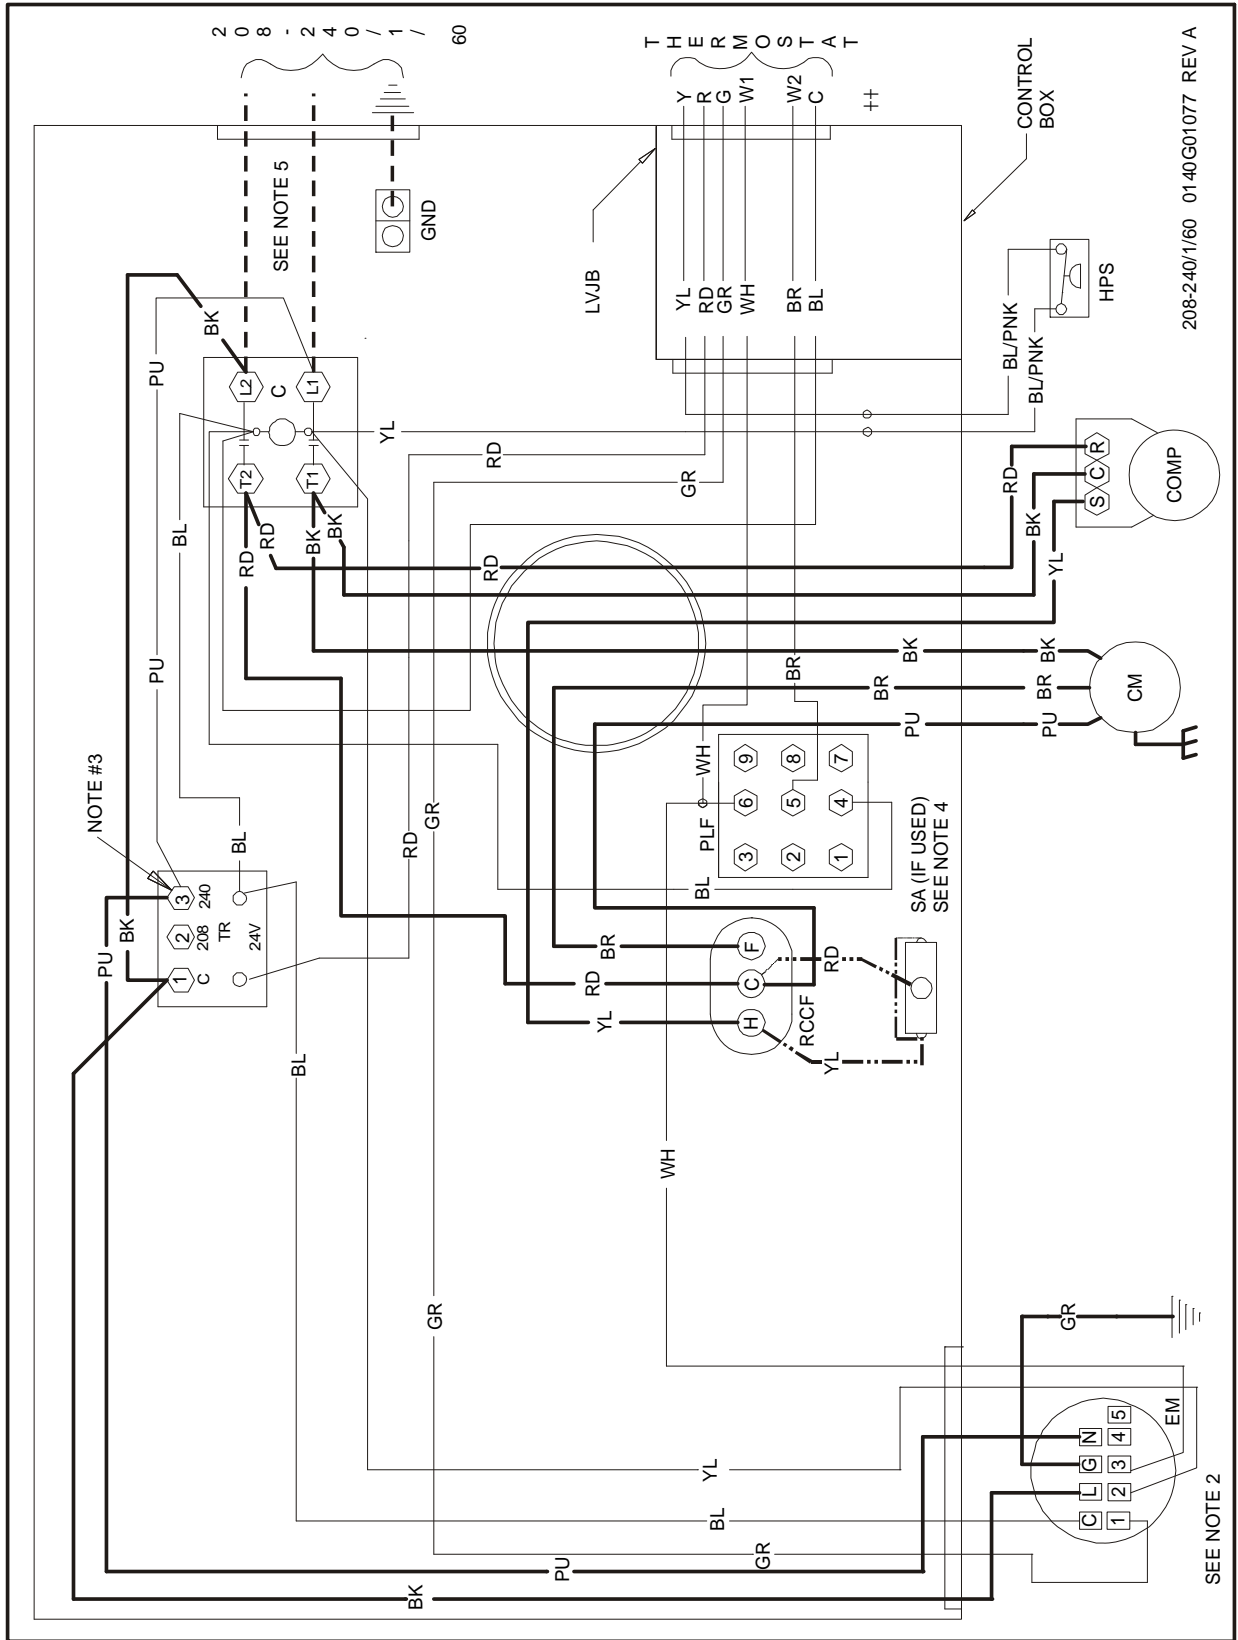 208-240/1/60
THERMOSTAT
Y
R
G
W1
W2
C
++
CONTROL
BOX
208-240/1/60 0140G01077 REV A
SEE NOTE 5
GND
LVJB
YL
RD
GR
WH
BR
BL
BL/PNK
BL/PNK
HPS
PU
BK
L2
C
L1
T2
T1
BL
YL
RD
GR
RD
RD
BK
BK
RD
BK
YL
RD
S
C
R
COMP
NOTE #3
PU
BL
RD
GR
WH
BR
BK
BR
PU
BK
BR
PU
CM
3
240
2
208
TR
24V
1
C
PU
BK
PLF
9
8
7
6
5
4
3
2
1
BL
BR
RD
YL
F
C
H
RCCF
RD
YL
SA (IF USED)
SEE NOTE 4
BL
WH
GR
GR
YL
BL
GR
PU
BK
N
G
L
C
5
4
3
2
1
EM
SEE NOTE 2